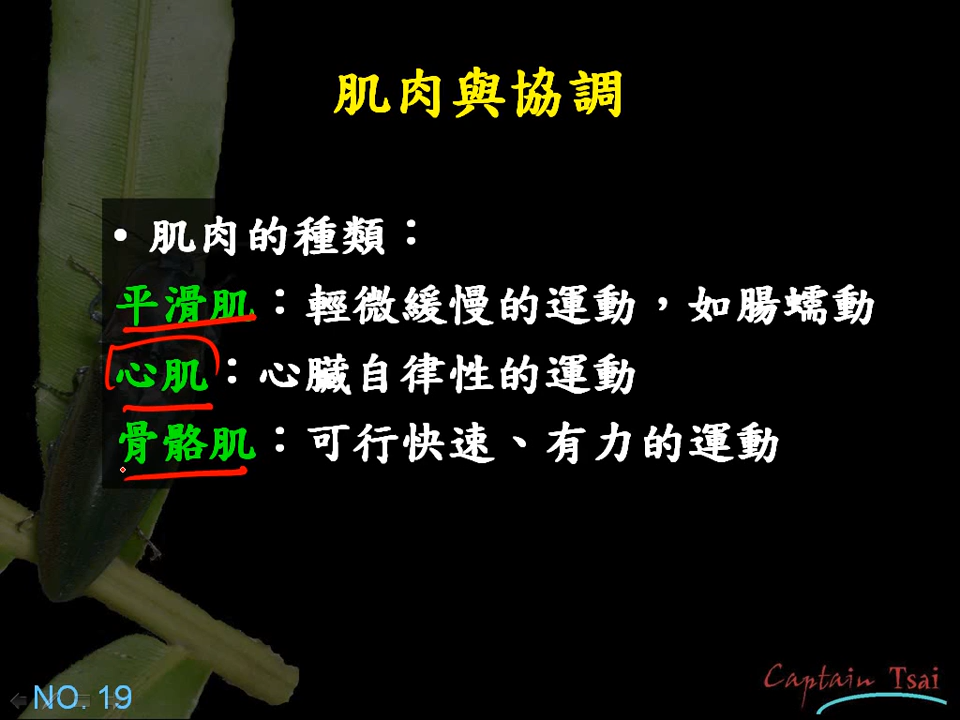 肌肉與協調
• 肌肉的種類：
平滑肌：輕微緩慢的運動，如腸蠕動
心肌：心臟自律性的運動
骨骼肌：可行快速、有力的運動
NO. 19
Captain Tsai